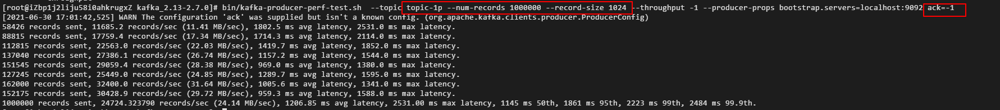 [root@iZbp1j2liju58i0ahkrugxZ kafka_2.13-2.7.0]# bin/kafka-producer-perf-test.sh  --topic topic-1p --num-records 1000000 --record-size 1024 --throughput -1 --producer-props bootstrap.servers=localhost:9092 ack=-1
[2021-06-30 17:01:42,525] WARN The configuration 'ack' was supplied but isn't a known config. (org.apache.kafka.clients.producer.ProducerConfig)
58426 records sent, 11685.2 records/sec (11.41 MB/sec), 1802.5 ms avg latency, 2531.0 ms max latency.
88815 records sent, 17759.4 records/sec (17.34 MB/sec), 1714.3 ms avg latency, 2114.0 ms max latency.
112815 records sent, 22563.0 records/sec (22.03 MB/sec), 1419.7 ms avg latency, 1852.0 ms max latency.
137040 records sent, 27386.1 records/sec (26.74 MB/sec), 1157.2 ms avg latency, 1544.0 ms max latency.
151545 records sent, 29059.4 records/sec (28.38 MB/sec), 969.0 ms avg latency, 1380.0 ms max latency.
127245 records sent, 25449.0 records/sec (24.85 MB/sec), 1289.7 ms avg latency, 1595.0 ms max latency.
162000 records sent, 32400.0 records/sec (31.64 MB/sec), 1005.6 ms avg latency, 1341.0 ms max latency.
152175 records sent, 30428.9 records/sec (29.72 MB/sec), 959.3 ms avg latency, 1588.0 ms max latency.
1000000 records sent, 24724.323790 records/sec (24.14 MB/sec), 1206.85 ms avg latency, 2531.00 ms max latency, 1145 ms 50th, 1861 ms 95th, 2223 ms 99th, 2484 ms 99.9th.